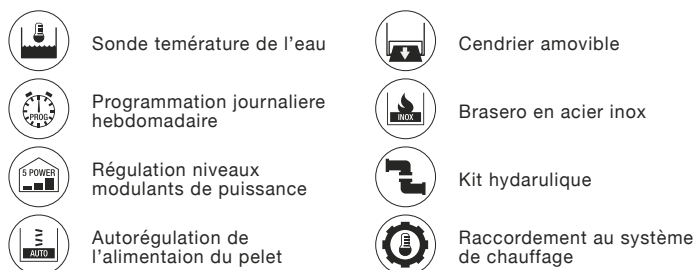 Sonde temérature de l'eau
PROG
Programmation journaliere
hebdomadaire
5 POWER
Régulation niveaux
modulants de puissance
AUTO
Autorégulation de
l'alimentaion du pelet
Cendrier amovible
INOX
Brasero en acier inox
Kit hydarulique
Raccordement au système
de chauffage